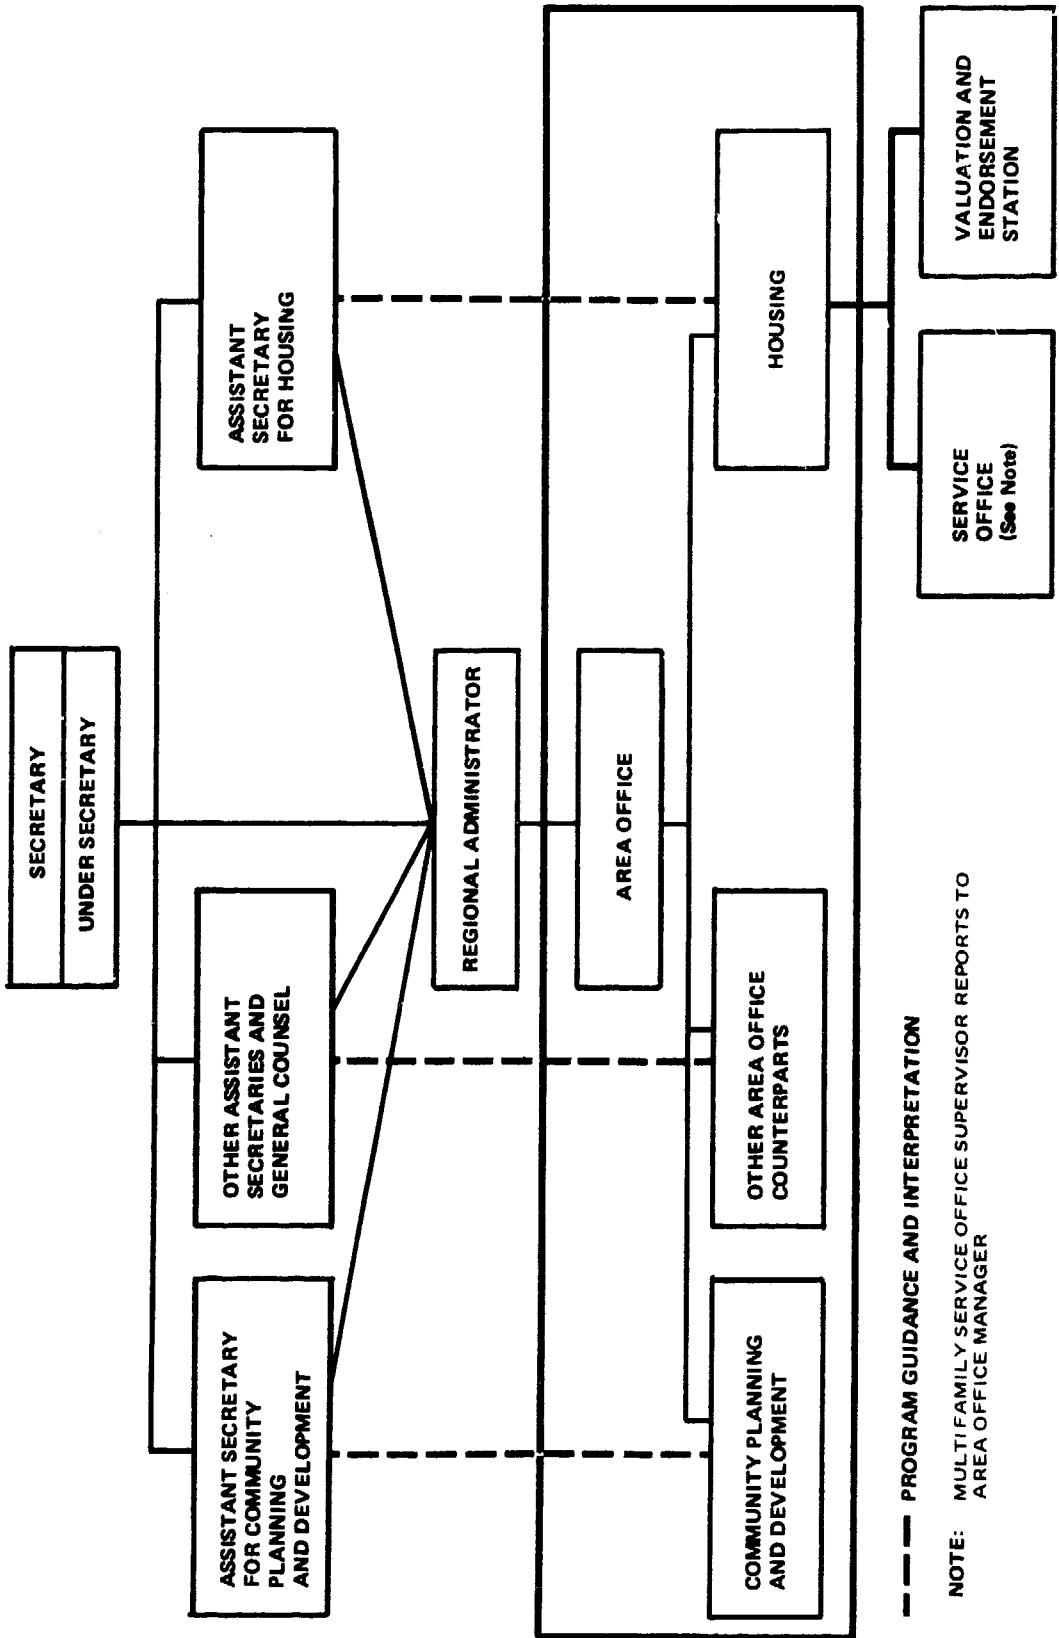 SECRETARY
UNDER SECRETARY
ASSISTANT SECRETARY
FOR COMMUNITY
PLANNING
AND DEVELOPMENT
OTHER ASSISTANT
SECRETARIES AND
GENERAL COUNSEL
ASSISTANT
SECRETARY
FOR HOUSING
REGIONAL ADMINISTRATOR
AREA OFFICE
COMMUNITY PLANNING
AND DEVELOPMENT
OTHER AREA OFFICE
COUNTERPARTS
HOUSING
SERVICE
OFFICE
(See Note)
VALUATION AND
ENDORSEMENT
STATION
PROGRAM GUIDANCE AND INTERPRETATION
NOTE: MULTI FAMILY SERVICE OFFICE SUPERVISOR REPORTS TO
AREA OFFICE MANAGER